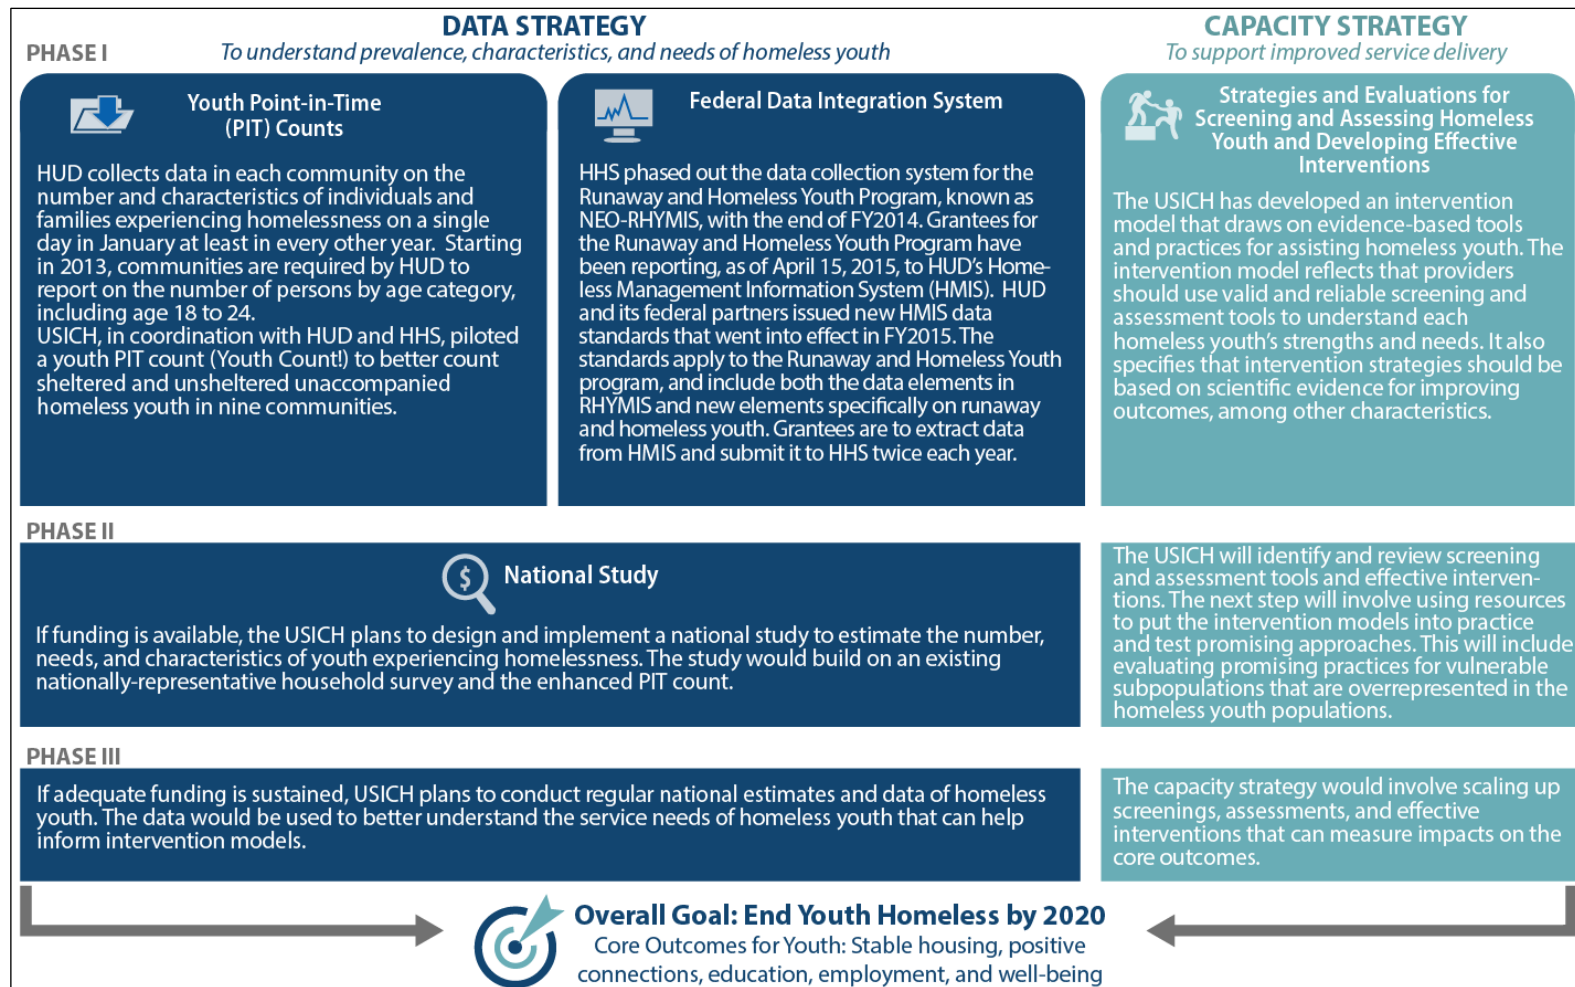 DATA STRATEGY
To understand prevalence, characteristics, and needs of homeless youth
CAPACITY STRATEGY
To support improved service delivery
PHASE I
Youth Point-in-Time
(PIT) Counts
HUD collects data in each community on the
number and characteristics of individuals and
families experiencing homelessness on a single
day in January at least in every other year. Starting
in 2013, communities are required by HUD to
report on the number of persons by age category,
including age 18 to 24.
USICH, in coordination with HUD and HHS, piloted
a youth PIT count (Youth Count!) to better count
sheltered and unsheltered unaccompanied
homeless youth in nine communities.
Federal Data Integration System
HHS phased out the data collection system for the
Runaway and Homeless Youth Program, known as
NEO-RHYMIS, with the end of FY2014. Grantees for
the Runaway and Homeless Youth Program have
been reporting, as of April 15, 2015, to HUD's Home-
less Management Information System (HMIS). HUD
and its federal partners issued new HMIS data
standards that went into effect in FY2015. The
standards apply to the Runaway and Homeless Youth
program, and include both the data elements in
RHYMIS and new elements specifically on runaway
and homeless youth. Grantees are to extract data
from HMIS and submit it to HHS twice each year.
Strategies and Evaluations for
Screening and Assessing Homeless
Youth and Developing Effective
Interventions
The USICH has developed an intervention
model that draws on evidence-based tools
and practices for assisting homeless youth. The
intervention model reflects that providers
should use valid and reliable screening and
assessment tools to understand each
homeless youth's strengths and needs. It also
specifies that intervention strategies should be
based on scientific evidence for improving
outcomes, among other characteristics.
PHASE II
$
National Study
If funding is available, the USICH plans to design and implement a national study to estimate the number,
needs, and characteristics of youth experiencing homelessness. The study would build on an existing
nationally-representative household survey and the enhanced PIT count.
The USICH will identify and review screening
and assessment tools and effective interven-
tions. The next step will involve using resources
to put the intervention models into practice
and test promising approaches. This will include
evaluating promising practices for vulnerable
subpopulations that are overrepresented in the
homeless youth populations.
PHASE III
If adequate funding is sustained, USICH plans to conduct regular national estimates and data of homeless
youth. The data would be used to better understand the service needs of homeless youth that can help
inform intervention models.
The capacity strategy would involve scaling up
screenings, assessments, and effective
interventions that can measure impacts on the
core outcomes.
Overall Goal: End Youth Homeless by 2020
Core Outcomes for Youth: Stable housing, positive
connections, education, employment, and well-being